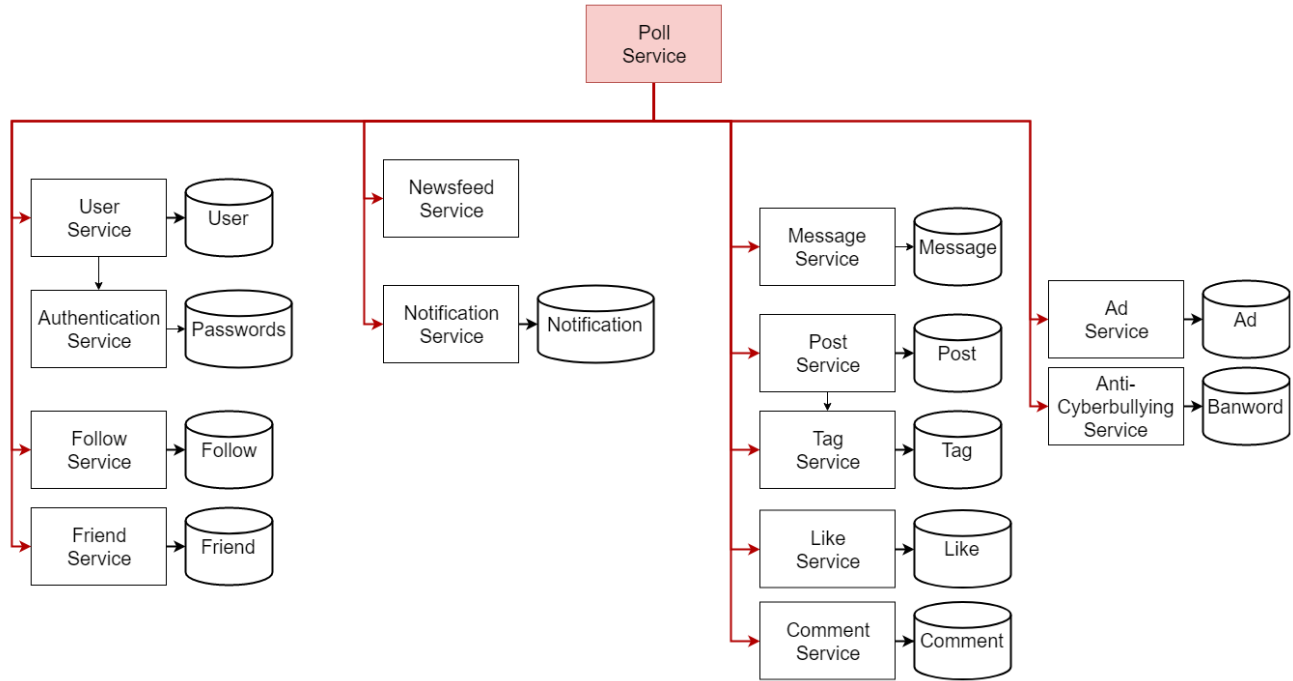 Poll
Service
User
Service
User
Authentication
Service
Passwords
Follow
Service
Follow
Friend
Service
Friend
Newsfeed
Service
Notification
Service
Notification
Message
Service
Message
Post
Service
Post
Tag
Service
Tag
Like
Service
Like
Comment
Service
Comment
Ad
Service
Ad
Anti-
Cyberbullying
Service
Banword